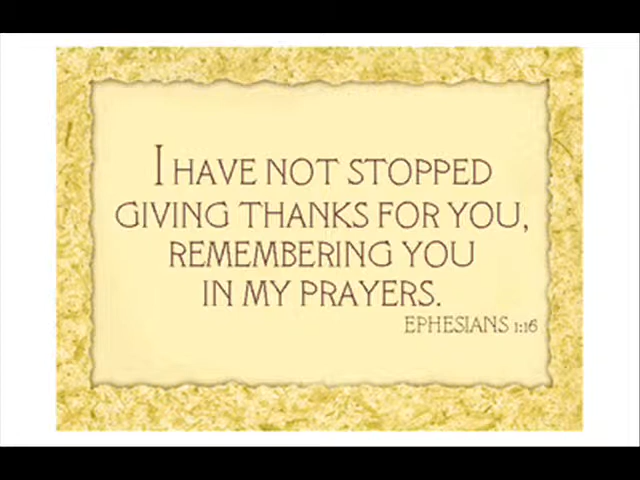 I HAVE NOT STOPPED
GIVING THANKS FOR YOU,
REMEMBERING YOU
IN MY PRAYERS.
EPHESIANS 1:16